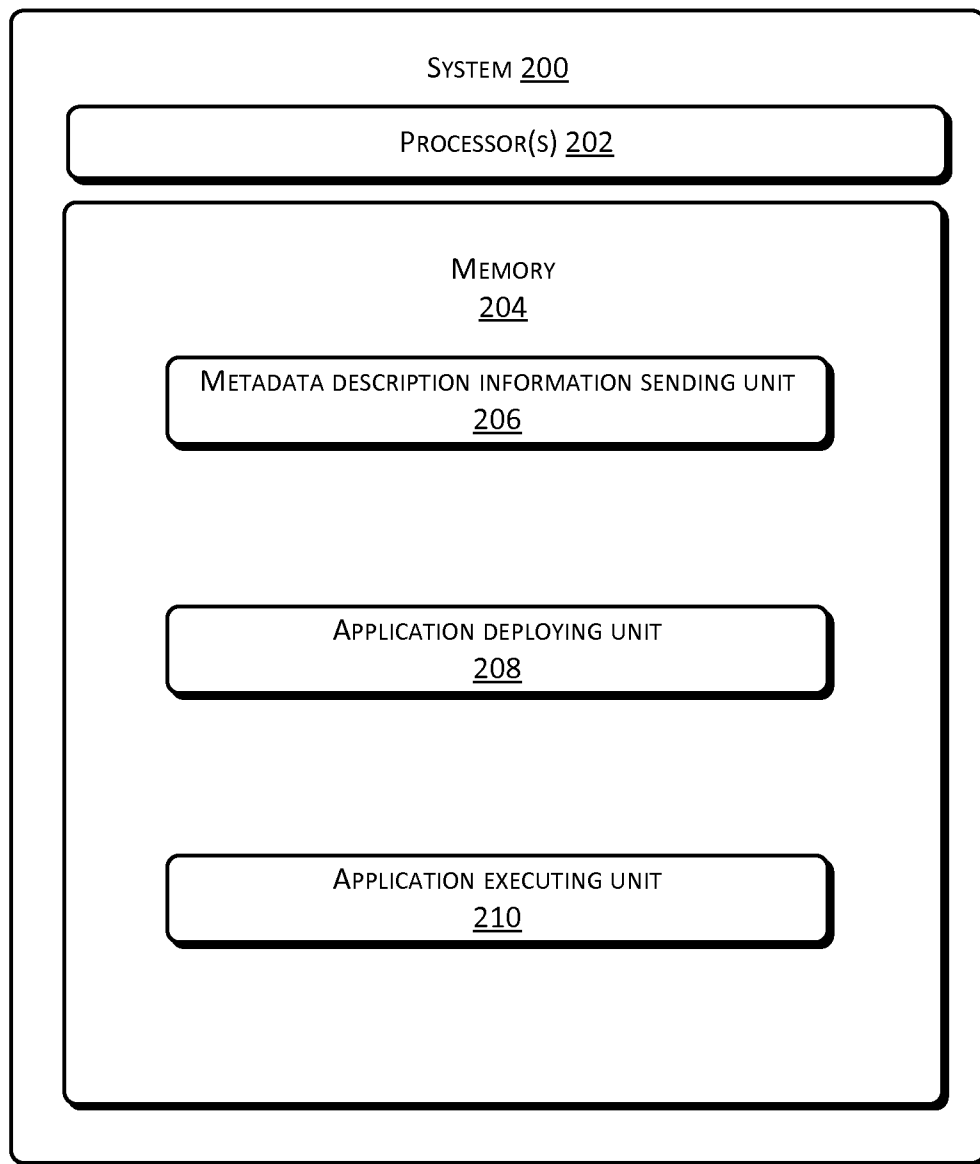 System 200
Processor(s) 202
Memory
204
Metadata description information sending unit
206
Application deploying unit
208
Application executing unit
210